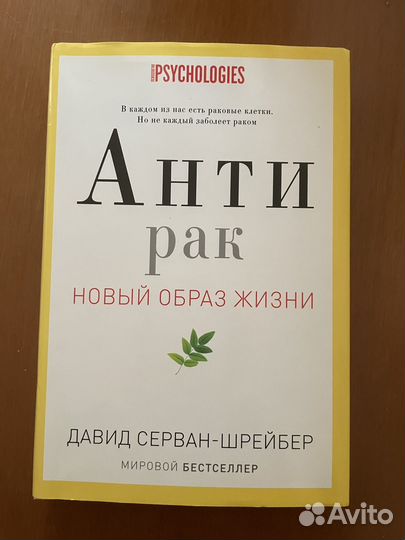 PSYCHOLOGIES
В каждом из нас есть раковые клетки.
Но не каждый заболеет раком
Анти
рак
НОВЫЙ ОБРАЗ ЖИЗНИ
ДАВИД СЕРВАН-ШРЕЙБЕР
МИРОВОЙ БЕСТСЕЛЛЕР
Avito